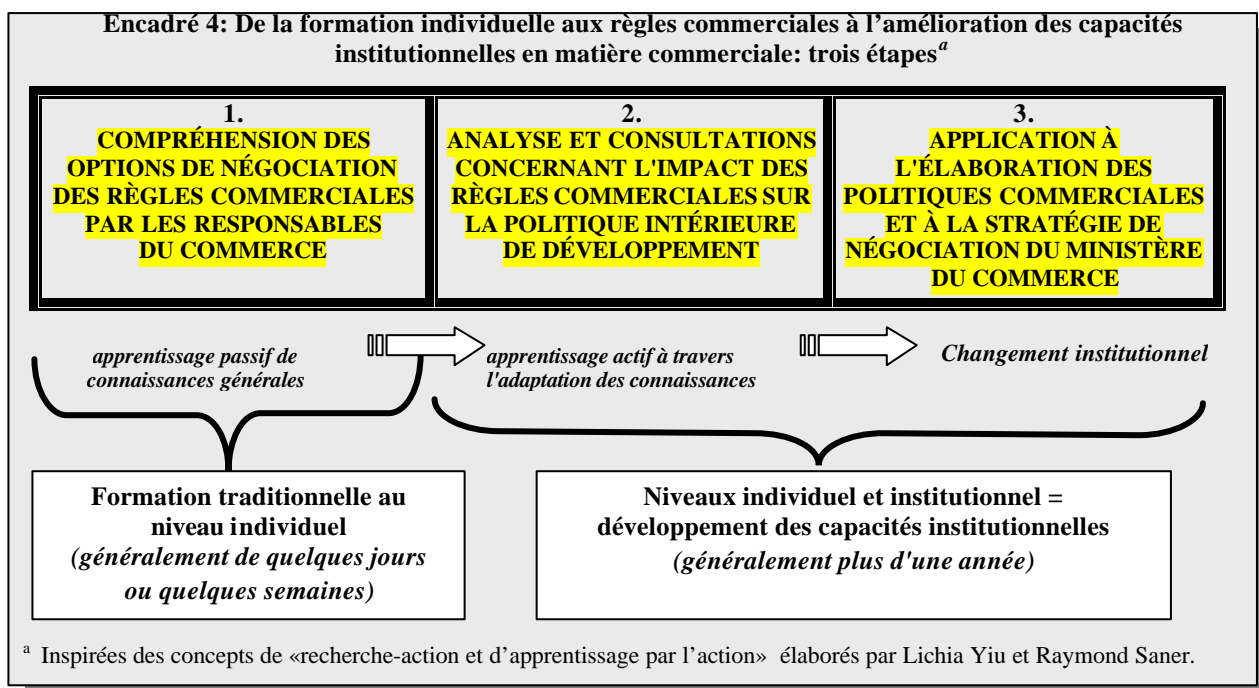 Encadré 4: De la formation individuelle aux règles commerciales à l’amélioration des capacités
institutionnelles en matière commerciale: trois étapesᵃ
1.
COMPRÉHENSION DES
OPTIONS DE NÉGOCIATION
DES RÈGLES COMMERCIALES
PAR LES RESPONSABLES
DU COMMERCE
2.
ANALYSE ET CONSULTATIONS
CONCERNANT L'IMPACT DES
RÈGLES COMMERCIALES SUR
LA POLITIQUE INTÉRIEURE
DE DÉVELOPPEMENT
3.
APPLICATION À
L'ÉLABORATION DES
POLITIQUES COMMERCIALES
ET À LA STRATÉGIE DE
NÉGOCIATION DU MINISTÈRE
DU COMMERCE
apprentissage passif de
connaissances générales
apprentissage actif à travers
l'adaptation des connaissances
Changement institutionnel
Formation traditionnelle au
niveau individuel
(généralement de quelques jours
ou quelques semaines)
Niveaux individuel et institutionnel =
développement des capacités institutionnelles
(généralement plus d'une année)
ᵃ Inspirées des concepts de «recherche-action et d’apprentissage par l’action» élaborés par Lichia Yiu et Raymond Saner.